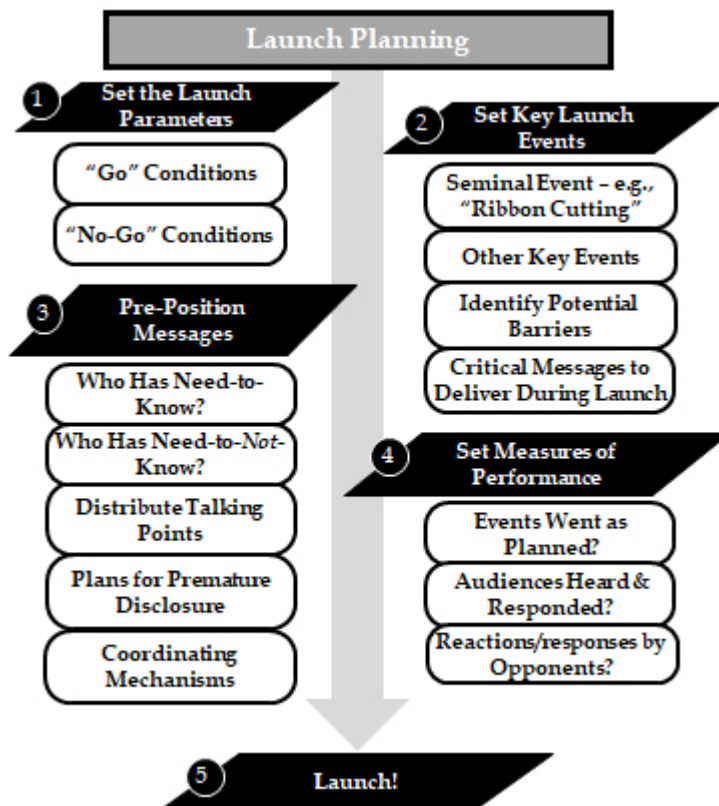 Launch Planning
1
Set the Launch
Parameters
“Go” Conditions
“No-Go” Conditions
2
Set Key Launch
Events
Seminal Event – e.g.,
“Ribbon Cutting”
Other Key Events
Identify Potential
Barriers
Critical Messages to
Deliver During Launch
3
Pre-Position
Messages
Who Has Need-to-
Know?
Who Has Need-to-Not-
Know?
Distribute Talking
Points
Plans for Premature
Disclosure
Coordinating
Mechanisms
4
Set Measures of
Performance
Events Went as
Planned?
Audiences Heard &
Responded?
Reactions/responses by
Opponents?
5
Launch!